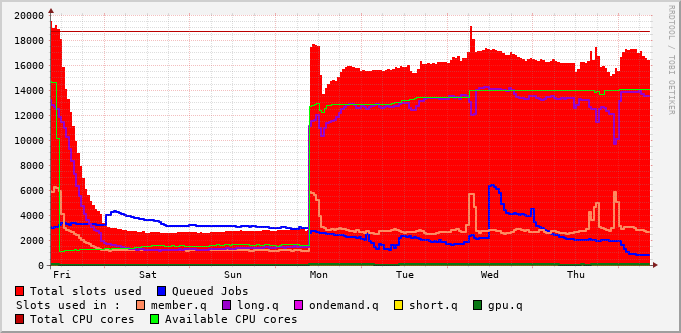 20000
18000
16000
14000
12000
10000
8000
6000
4000
2000
0
Fri Sat Sun Mon Tue Wed Thu
RRDTOOL / TOBI OETIKER
Total slots used Queued Jobs
Slots used in : member.q long.q ondemand.q short.q gpu.q
Total CPU cores Available CPU cores